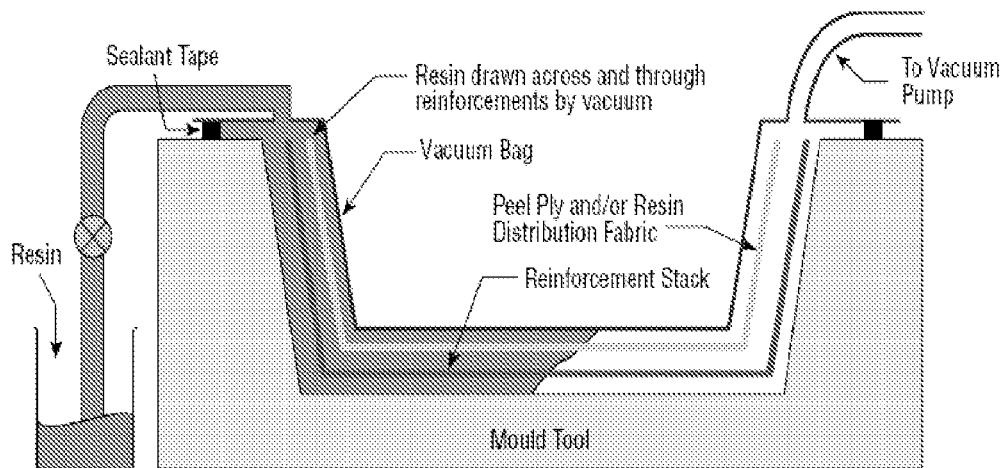 Sealant Tape
Resin drawn across and through
reinforcements by vacuum
To Vacuum
Pump
Vacuum Bag
Peel Ply and/or Resin
Distribution Fabric
Resin
Reinforcement Stack
Mould Tool